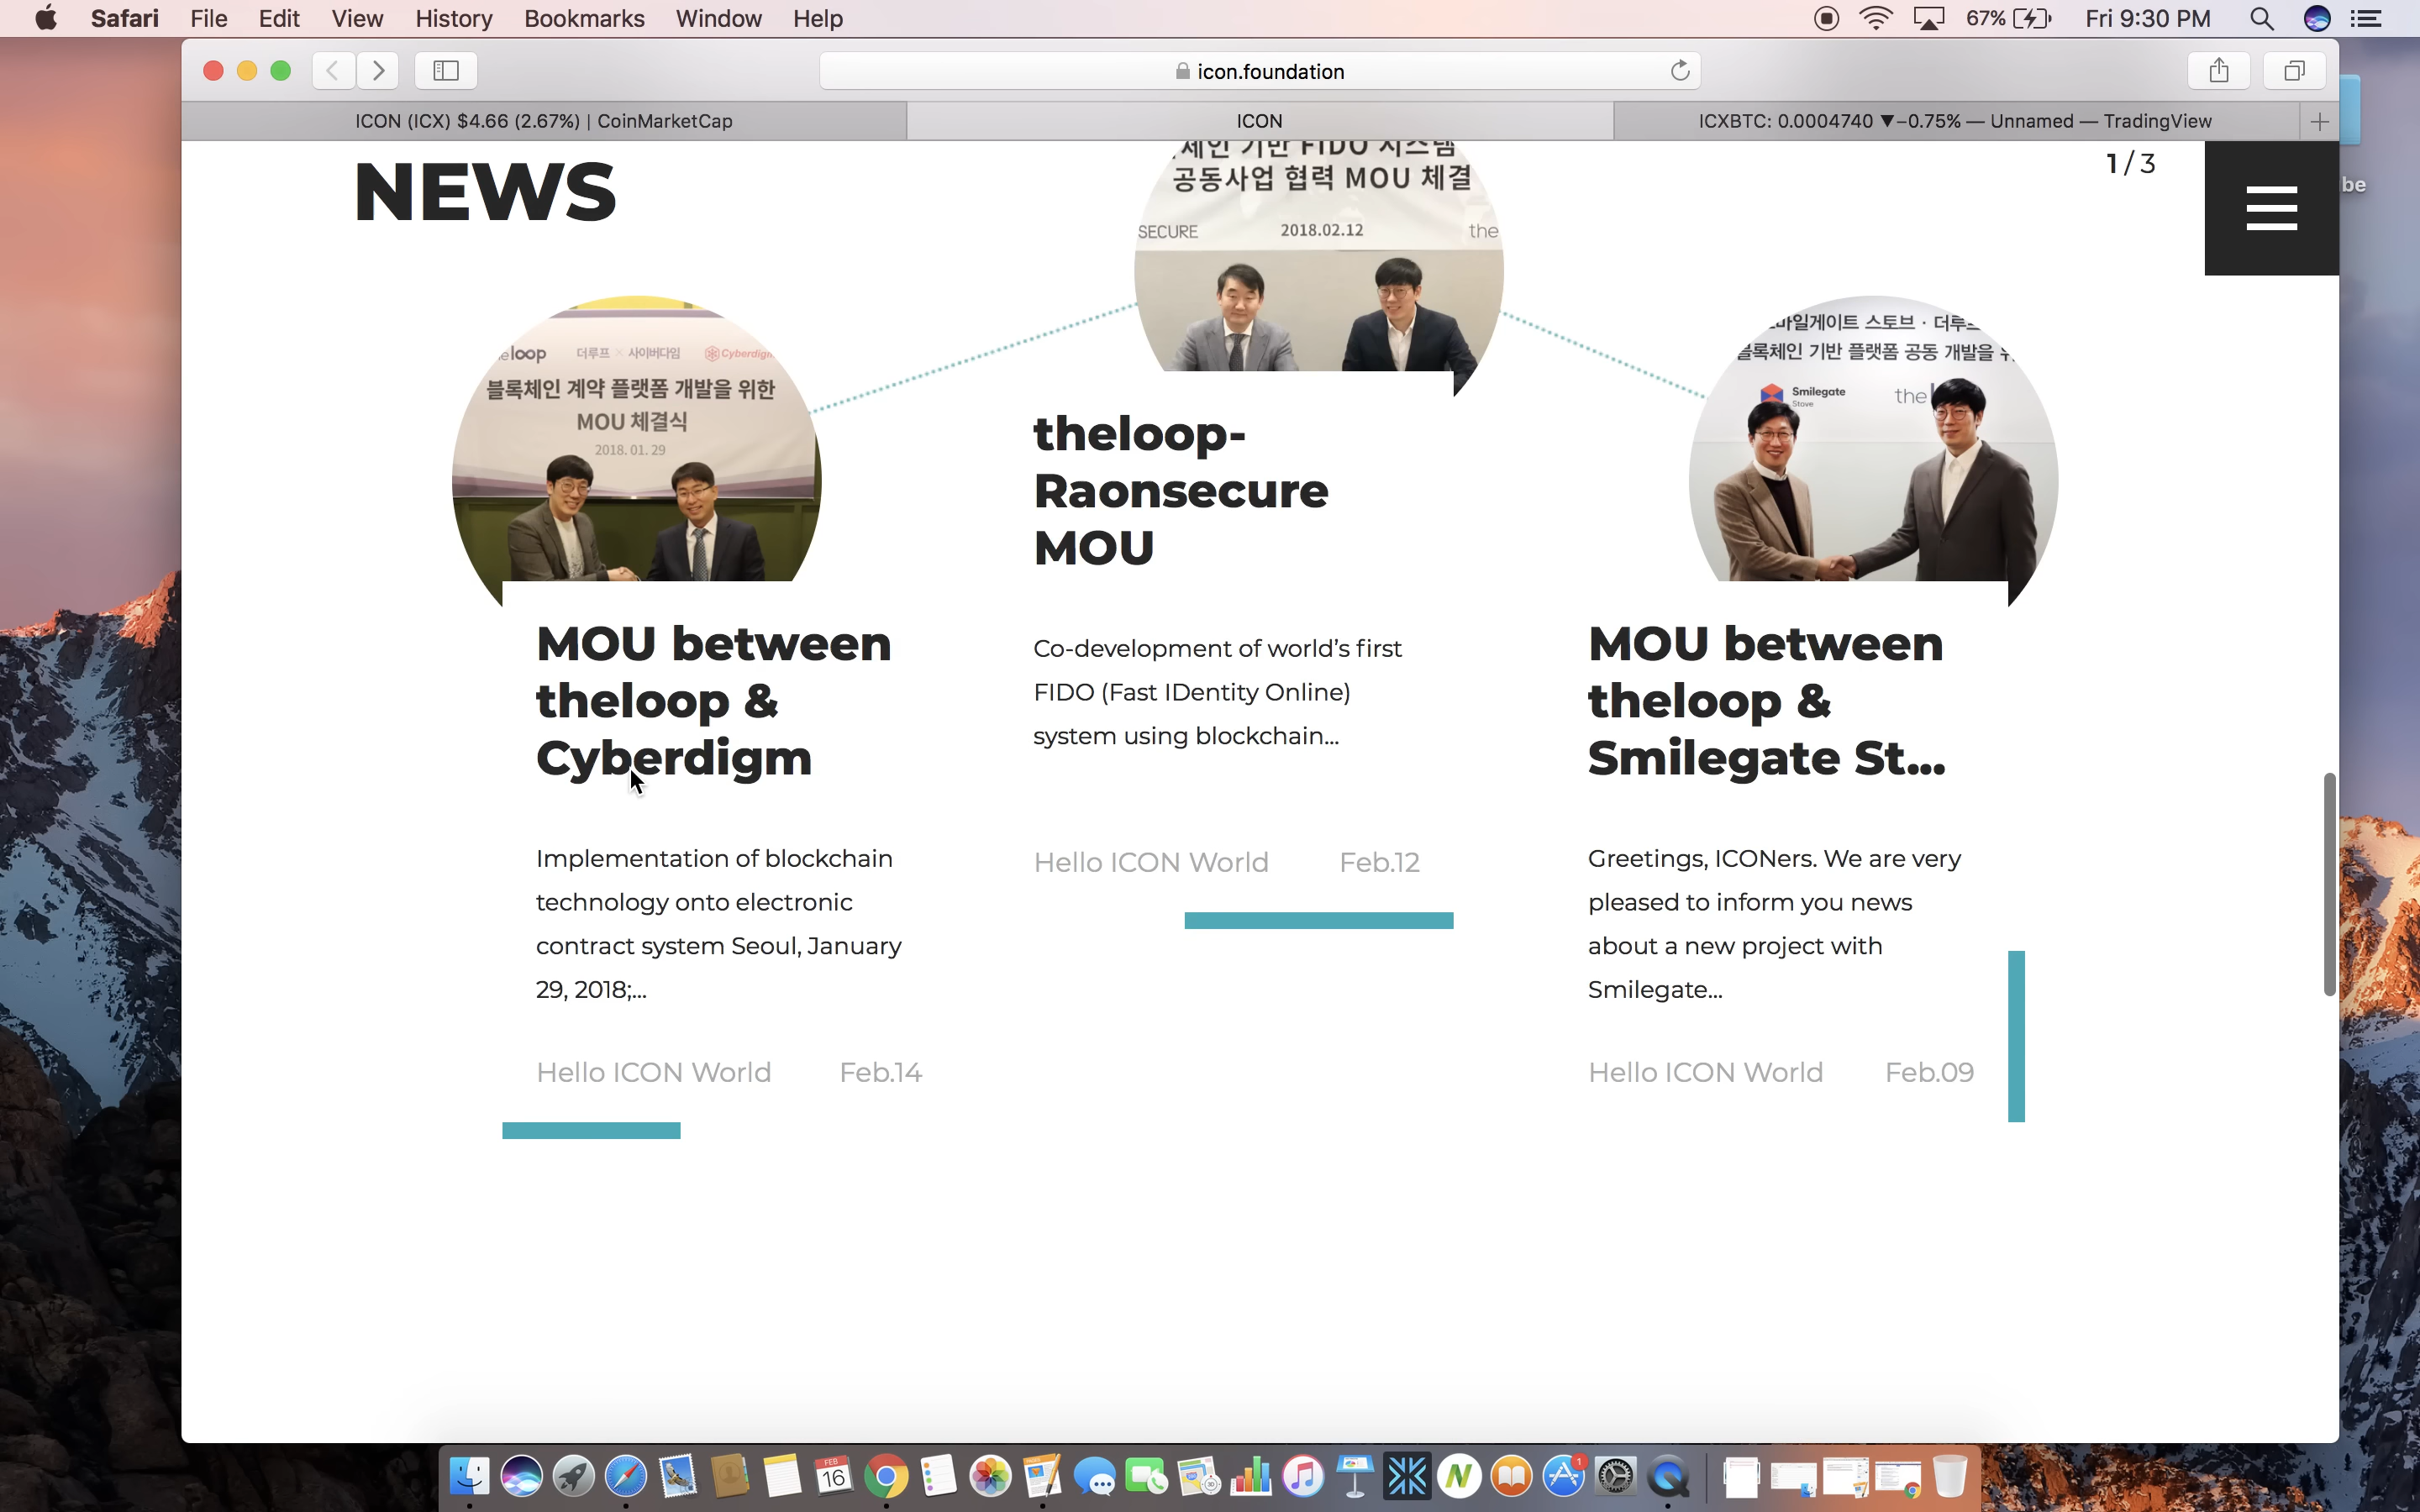 Safari File Edit View History Bookmarks Window Help 67% Fri 9:30 PM
icon.foundation
ICON (ICX) $4.66 (2.67%) | CoinMarketCap
ICON
ICXBTC: 0.0004740 ▼−0.75% — Unnamed — TradingView
be
NEWS
1 / 3
체인 기반 FIDO 시스템
공동사업 협력 MOU 체결
SECURE 2018.02.12 the
loop 더루프 × 사이버다임 Cyberdigm
블록체인 계약 플랫폼 개발을 위한
MOU 체결식
2018. 01. 29
마일게이트 스토브 · 더루프
블록체인 기반 플랫폼 공동 개발을
Smilegate
Stove
the
MOU between
theloop &
Cyberdigm
Implementation of blockchain
technology onto electronic
contract system Seoul, January
29, 2018;...
Hello ICON World Feb.14
theloop-
Raonsecure
MOU
Co-development of world’s first
FIDO (Fast IDentity Online)
system using blockchain...
Hello ICON World Feb.12
MOU between
theloop &
Smilegate St...
Greetings, ICONers. We are very
pleased to inform you news
about a new project with
Smilegate...
Hello ICON World Feb.09
FEB
16
1